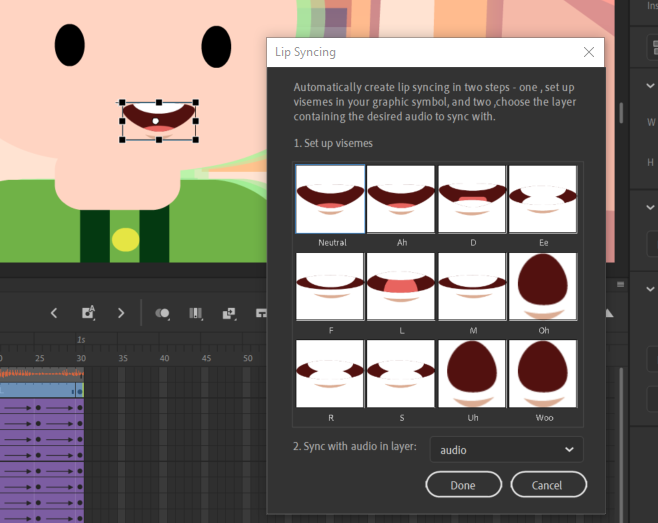 Ins
Lip Syncing
Automatically create lip syncing in two steps - one , set up
visemes in your graphic symbol, and two ,choose the layer
containing the desired audio to sync with.
1. Set up visemes
W
H
Neutral Ah D Ee
F L M Oh
R S Uh Woo
1s
25 30 35 40 45 50
2. Sync with audio in layer: audio
Done Cancel